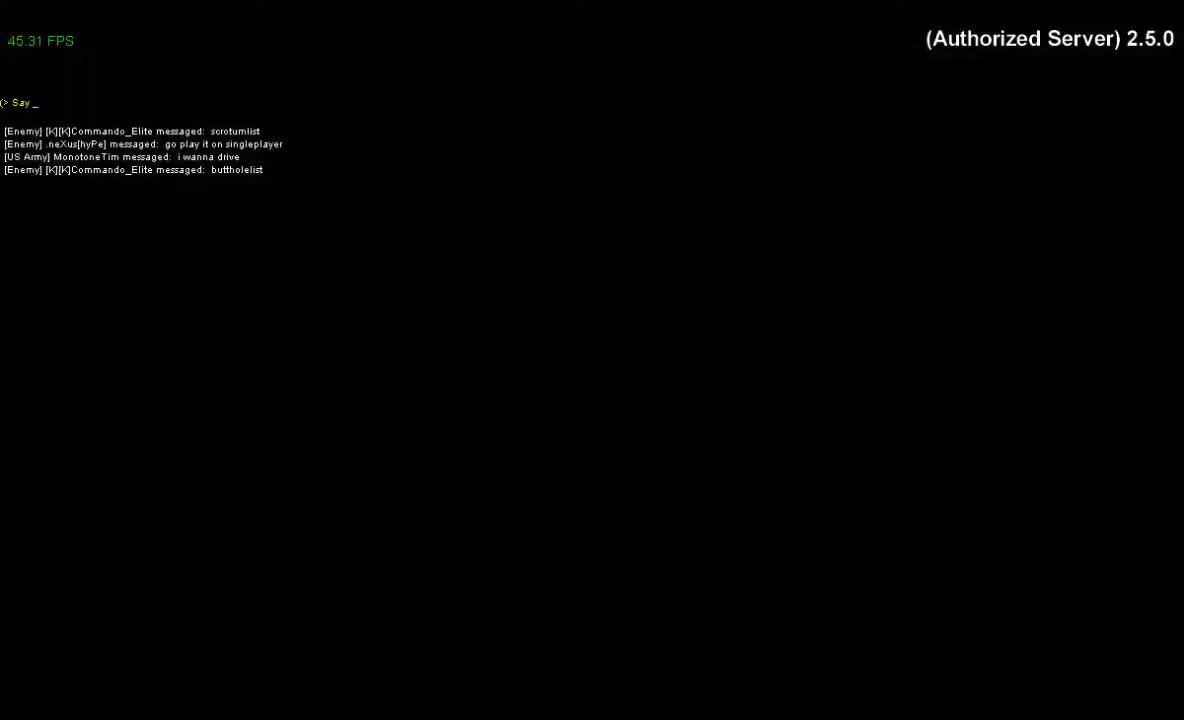 45.31 FPS
(Authorized Server) 2.5.0
(> Say _
[Enemy] [K][K]Commando_Elite messaged: scrotumlist
[Enemy] .neXus[hyPe] messaged: go play it on singleplayer
[US Army] MonotoneTim messaged: i wanna drive
[Enemy] [K][K]Commando_Elite messaged: buttholelist